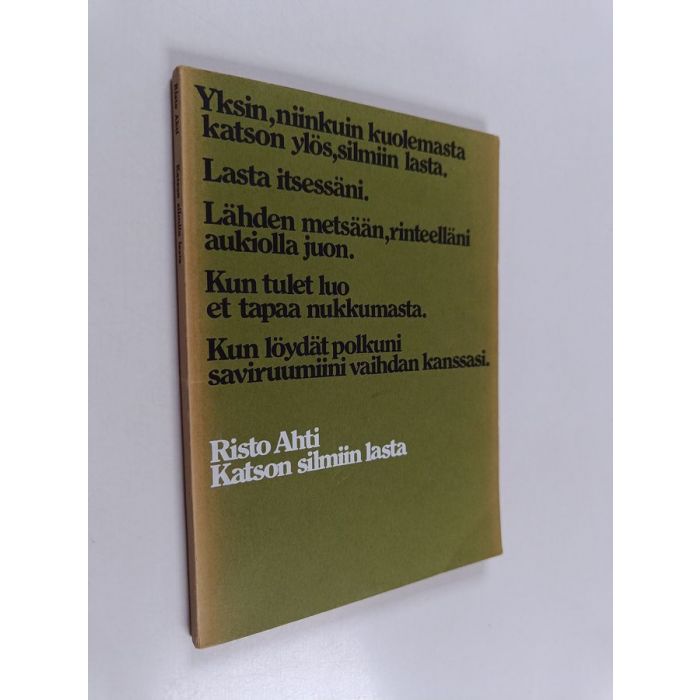 Yksin, niinkuin kuolemasta
katson ylös, silmiin lasta.
Lasta itsessäni.
Lähden metsään, rinteelläni
aukiolla juon.
Kun tulet luo
et tapaa nukkumasta.
Kun löydät polkuni
saviruumiini vaihdan kanssasi.
Risto Ahti
Katson silmiin lasta
Risto Ahti Katson silmiin lasta